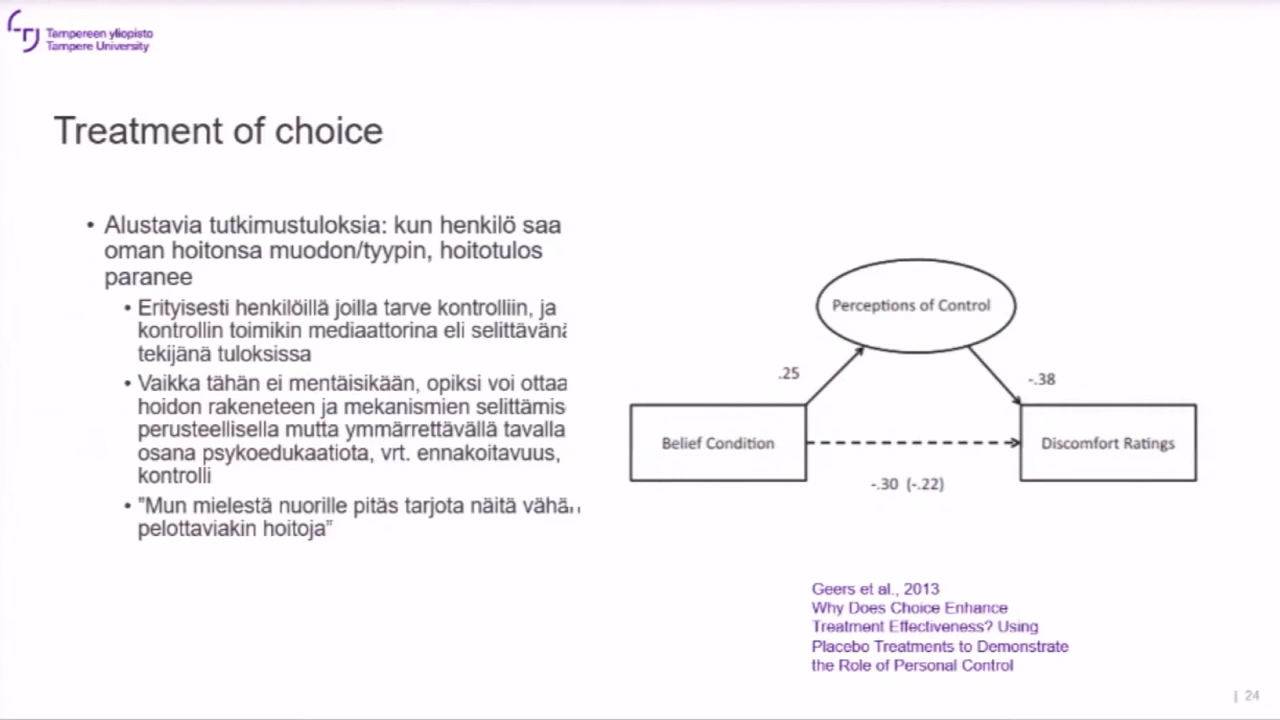 Tampereen yliopisto
Tampere University
Treatment of choice
• Alustavia tutkimustuloksia: kun henkilö saa
oman hoitonsa muodon/tyypin, hoitotulos
paranee
• Erityisesti henkilöillä joilla tarve kontrolliin, ja
kontrollin toimikin mediaattorina eli selittävänä
tekijänä tuloksissa
• Vaikka tähän ei mentäisikään, opiksi voi ottaa
hoidon rakeneteen ja mekanismien selittämis
perusteellisella mutta ymmärrettävällä tavalla
osana psykoedukaatiota, vrt. ennakoitavuus,
kontrolli
• ”Mun mielestä nuorille pitäs tarjota näitä
pelottaviakin hoitoja”
Perceptions of Control
.25
-.38
Belief Condition
Discomfort Ratings
-.30 (-.22)
Geers et al., 2013
Why Does Choice Enhance
Treatment Effectiveness? Using
Placebo Treatments to Demonstrate
the Role of Personal Control
| 24